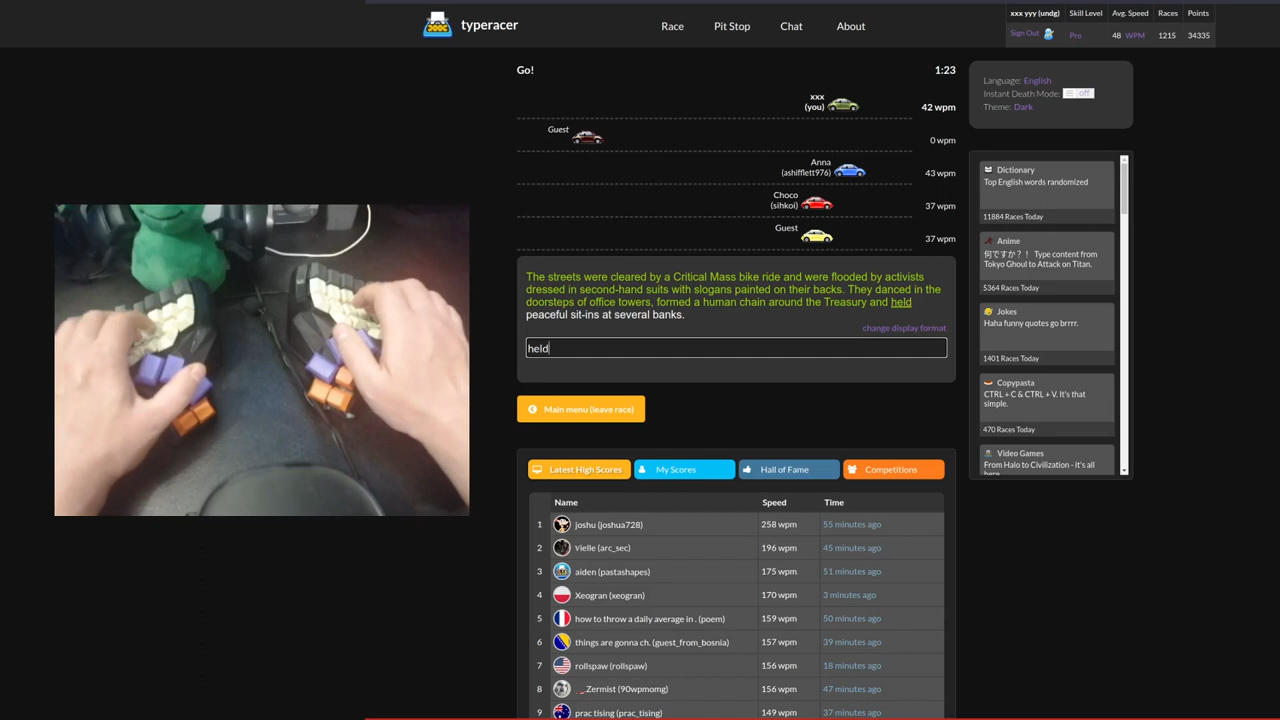 typeracer
Race
Pit Stop
Chat
About
xxx yyy (undg)
Skill Level
Avg. Speed
Races
Points
Sign Out
Pro
48 WPM
1215
34335
Go!
1:23
xxx
(you)
42 wpm
Guest
0 wpm
Anna
(ashifflett976)
43 wpm
Choco
(sihkoi)
37 wpm
Guest
37 wpm
The streets were cleared by a Critical Mass bike ride and were flooded by activists
dressed in second-hand suits with slogans painted on their backs. They danced in the
doorsteps of office towers, formed a human chain around the Treasury and held
peaceful sit-ins at several banks.
change display format
held
Main menu (leave race)
Language: English
Instant Death Mode: off
Theme: Dark
Dictionary
Top English words randomized
11884 Races Today
Anime
何ですか？！ Type content from
Tokyo Ghoul to Attack on Titan.
5364 Races Today
Jokes
Haha funny quotes go brrrr.
1401 Races Today
Copypasta
CTRL + C & CTRL + V. It's that
simple.
470 Races Today
Video Games
From Halo to Civilization - it's all
here
Latest High Scores
My Scores
Hall of Fame
Competitions
Name Speed Time
1 joshu (joshua728) 258 wpm 55 minutes ago
2 vielle (arc_sec) 196 wpm 45 minutes ago
3 aiden (pastashapes) 175 wpm 51 minutes ago
4 Xeogran (xeogran) 170 wpm 3 minutes ago
5 how to throw a daily average in . (poem) 159 wpm 50 minutes ago
6 things are gonna ch. (guest_from_bosnia) 157 wpm 39 minutes ago
7 rollspaw (rollspaw) 156 wpm 18 minutes ago
8 Zermist (90wpmomg) 156 wpm 47 minutes ago
9 prac tising (prac_tising) 149 wpm 37 minutes ago